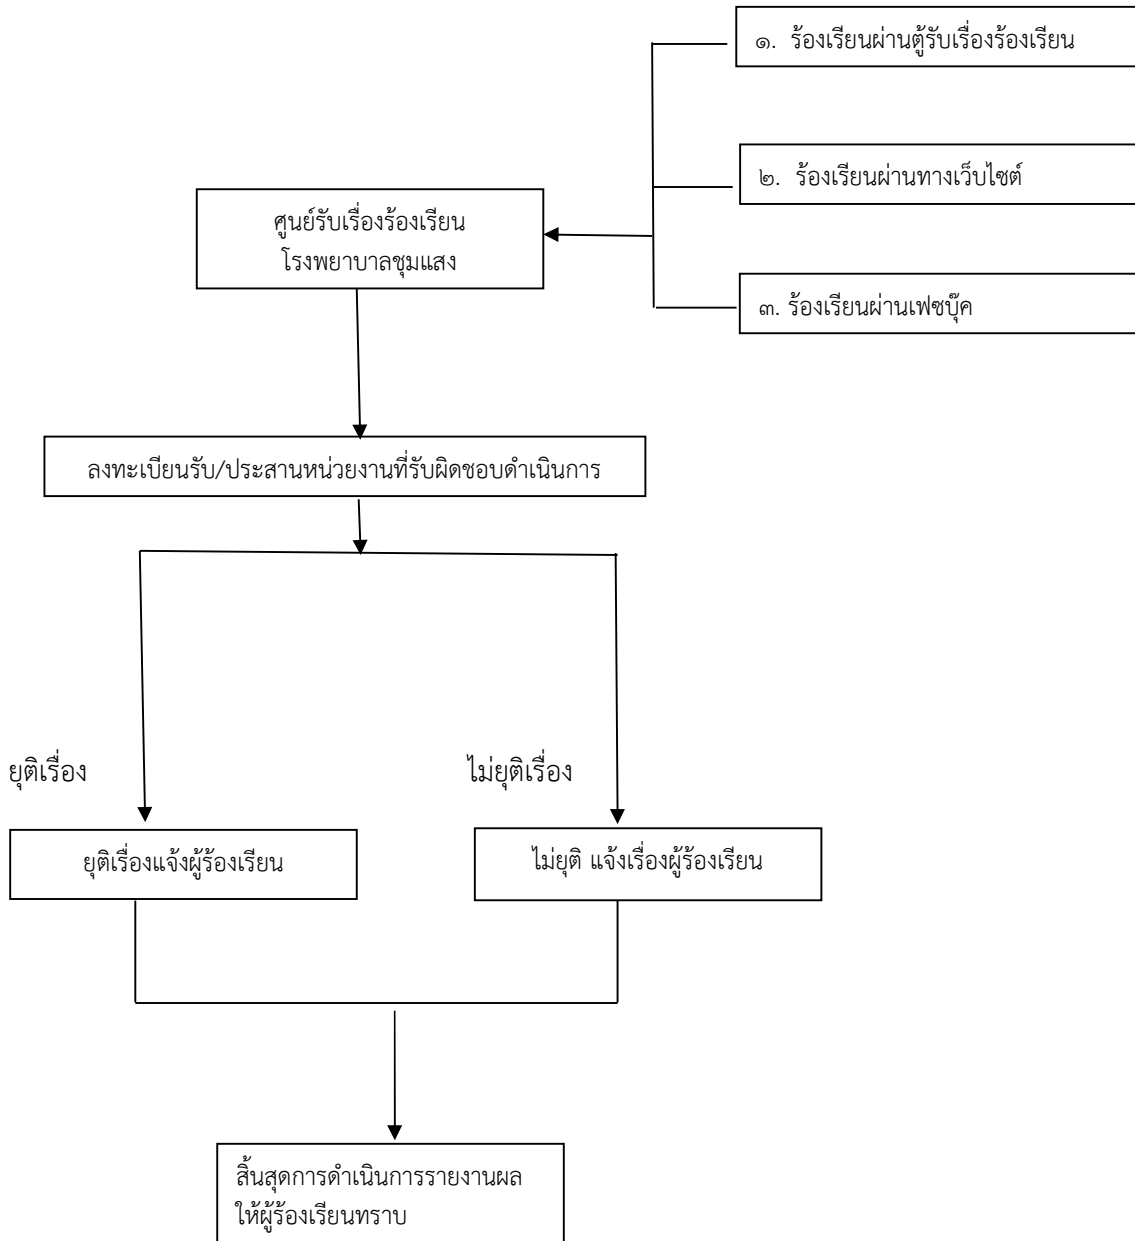 ๑. ร้องเรียนผ่านตู้รับเรื่องร้องเรียน
๒. ร้องเรียนผ่านทางเว็บไซต์
ศูนย์รับเรื่องร้องเรียน
โรงพยาบาลชุมแสง
๓. ร้องเรียนผ่านเฟซบุ๊ค
ลงทะเบียนรับ/ประสานหน่วยงานที่รับผิดชอบดำเนินการ
ยุติเรื่อง
ไม่ยุติเรื่อง
ยุติเรื่องแจ้งผู้ร้องเรียน
ไม่ยุติ แจ้งเรื่องผู้ร้องเรียน
สิ้นสุดการดำเนินการรายงานผล
ให้ผู้ร้องเรียนทราบ